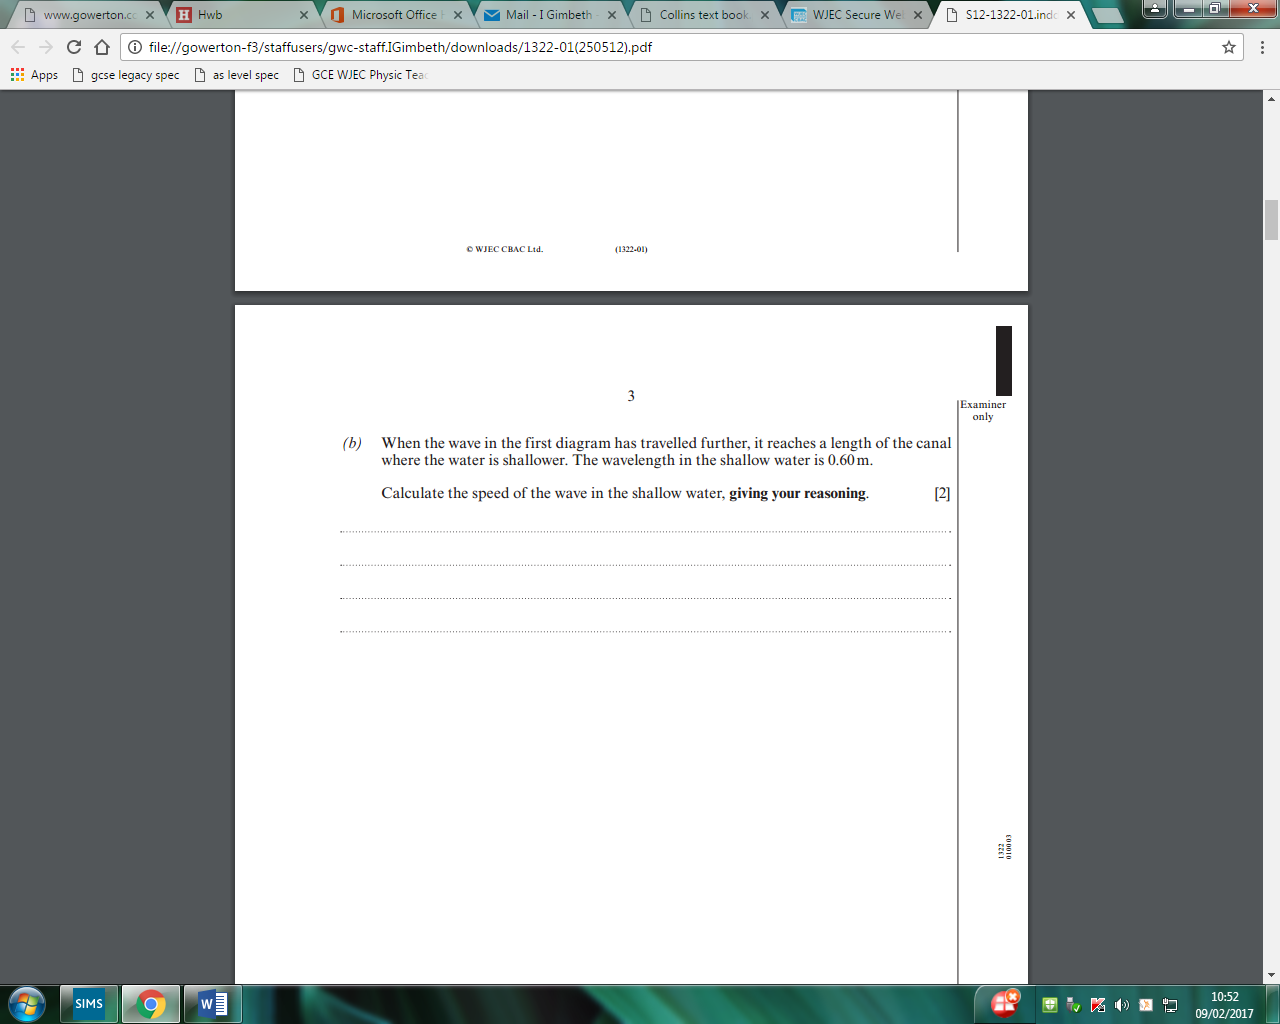 www.gowerton.cc
Hwb
Microsoft Office
Mail - I Gimbeth -
Collins text book
WJEC Secure We
S12-1322-01.indc
file://gowerton-f3/staffusers/gwc-staff.IGimbeth/downloads/1322-01(250512).pdf
Apps
gcse legacy spec
as level spec
GCE WJEC Physic Tea
© WJEC CBAC Ltd.
(1322-01)
3
Examiner
only
(b) When the wave in the first diagram has travelled further, it reaches a length of the canal
where the water is shallower. The wavelength in the shallow water is 0.60 m.
Calculate the speed of the wave in the shallow water, giving your reasoning. [2]
1322
010003
SIMS
10:52
09/02/2017